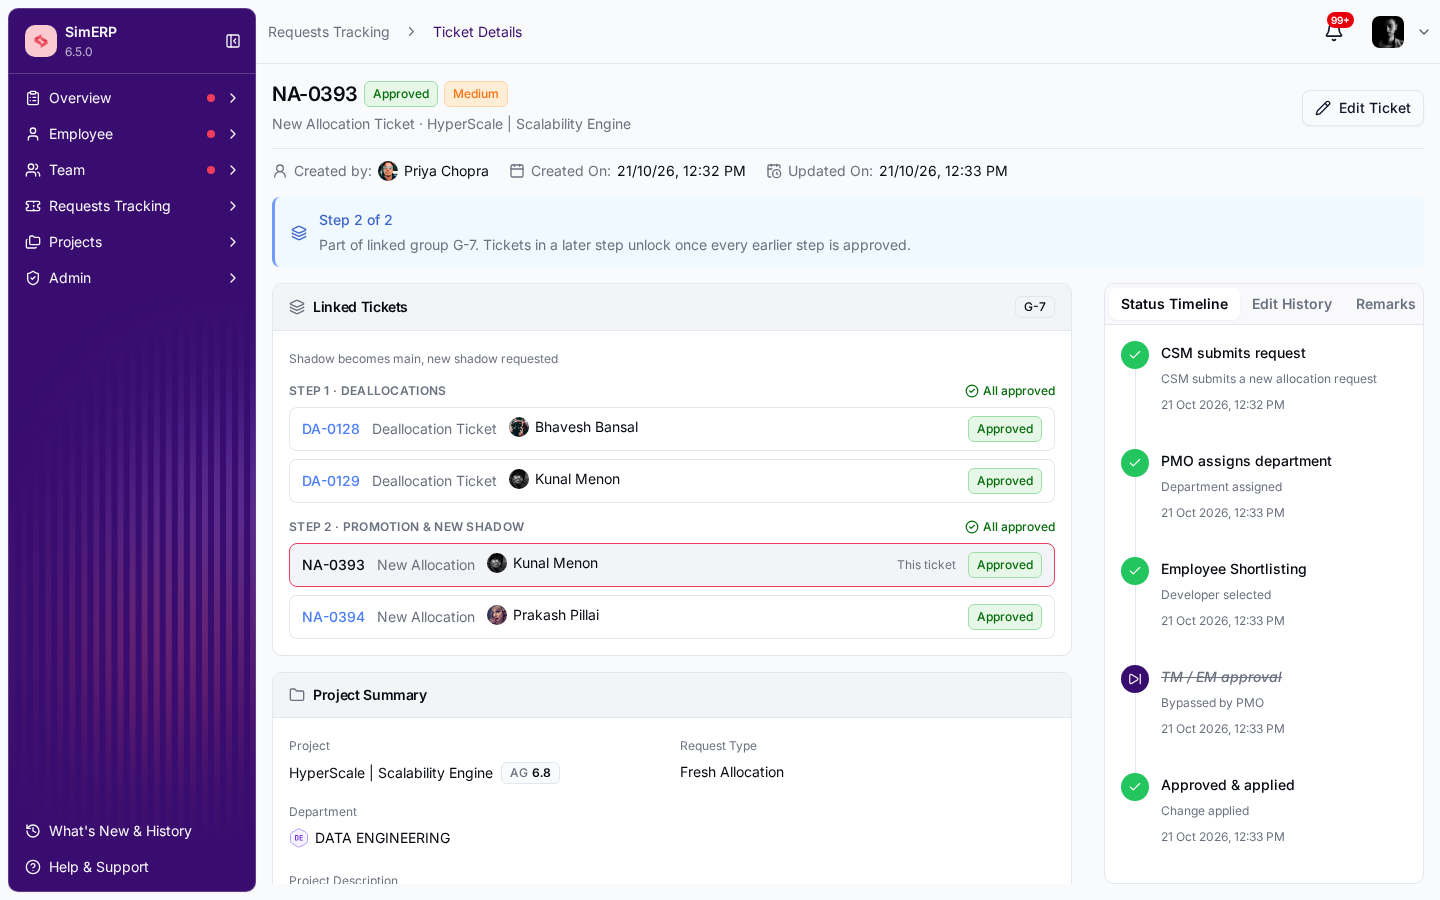 SimERP
6.5.0
Overview
Employee
Team
Requests Tracking
Projects
Admin
What's New & History
Help & Support
Requests Tracking > Ticket Details
99+
NA-0393 Approved Medium
New Allocation Ticket · HyperScale | Scalability Engine
Edit Ticket
Created by: Priya Chopra Created On: 21/10/26, 12:32 PM Updated On: 21/10/26, 12:33 PM
Step 2 of 2
Part of linked group G-7. Tickets in a later step unlock once every earlier step is approved.
Linked Tickets G-7
Shadow becomes main, new shadow requested
STEP 1 · DEALLOCATIONS All approved
DA-0128 Deallocation Ticket Bhavesh Bansal Approved
DA-0129 Deallocation Ticket Kunal Menon Approved
STEP 2 · PROMOTION & NEW SHADOW All approved
NA-0393 New Allocation Kunal Menon This ticket Approved
NA-0394 New Allocation Prakash Pillai Approved
Project Summary
Project Request Type
HyperScale | Scalability Engine AG 6.8 Fresh Allocation
Department
DE DATA ENGINEERING
Project Description
Status Timeline Edit History Remarks
CSM submits request
CSM submits a new allocation request
21 Oct 2026, 12:32 PM
PMO assigns department
Department assigned
21 Oct 2026, 12:33 PM
Employee Shortlisting
Developer selected
21 Oct 2026, 12:33 PM
TM / EM approval
Bypassed by PMO
21 Oct 2026, 12:33 PM
Approved & applied
Change applied
21 Oct 2026, 12:33 PM